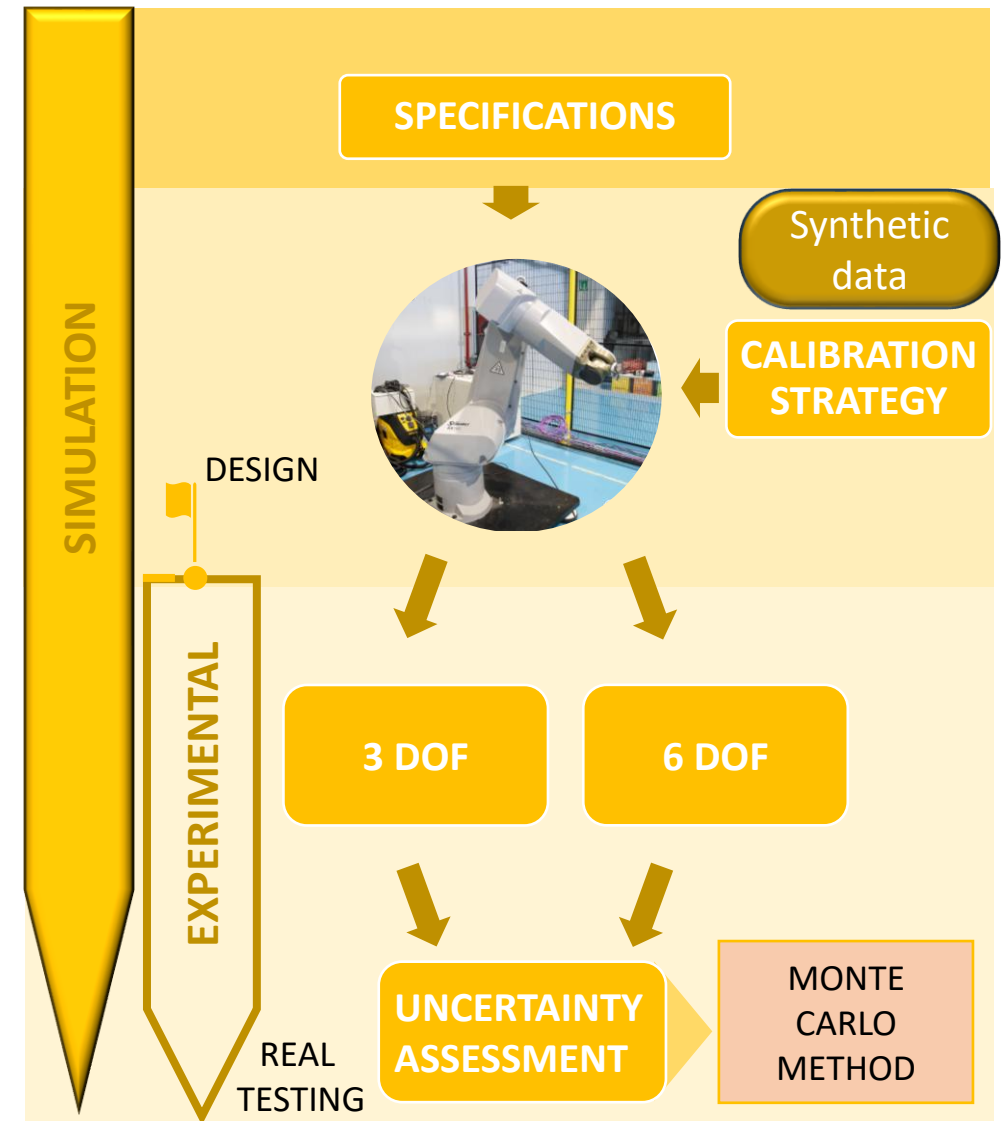 SPECIFICATIONS
Synthetic
data
CALIBRATION
STRATEGY
SIMULATION
DESIGN
EXPERIMENTAL
3 DOF
6 DOF
UNCERTAINTY
ASSESSMENT
MONTE
CARLO
METHOD
REAL
TESTING